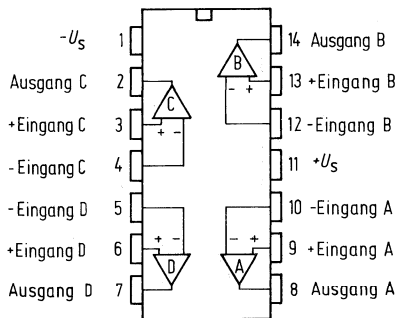 -U_S 1
Ausgang C 2
+Eingang C 3
-Eingang C 4
-Eingang D 5
+Eingang D 6
Ausgang D 7
C
+ -
+ -
D
B
- +
- +
A
14 Ausgang B
13 +Eingang B
12 -Eingang B
11 +U_S
10 -Eingang A
9 +Eingang A
8 Ausgang A